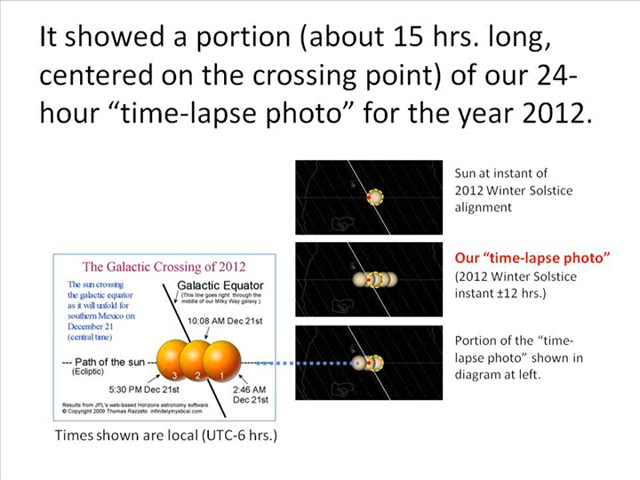 It showed a portion (about 15 hrs. long,
centered on the crossing point) of our 24-
hour “time-lapse photo” for the year 2012.
Sun at instant of
2012 Winter Solstice
alignment
Our “time-lapse photo”
(2012 Winter Solstice
instant ±12 hrs.)
Portion of the “time-
lapse photo” shown in
diagram at left.
The Galactic Crossing of 2012
The sun crossing
the galactic equator
as it will unfold for
southern Mexico on
December 21
(central time)
Galactic Equator
(This line goes right through the
middle of our Milky Way galaxy.)
10:08 AM Dec 21st
--- Path of the sun
(Ecliptic)
3 2 1
5:30 PM Dec 21st
2:46 AM
Dec 21st
Results from JPL's web-based Horizons astronomy software
© Copyright 2009 Thomas Razzeto infinitelymystical.com
Times shown are local (UTC-6 hrs.)